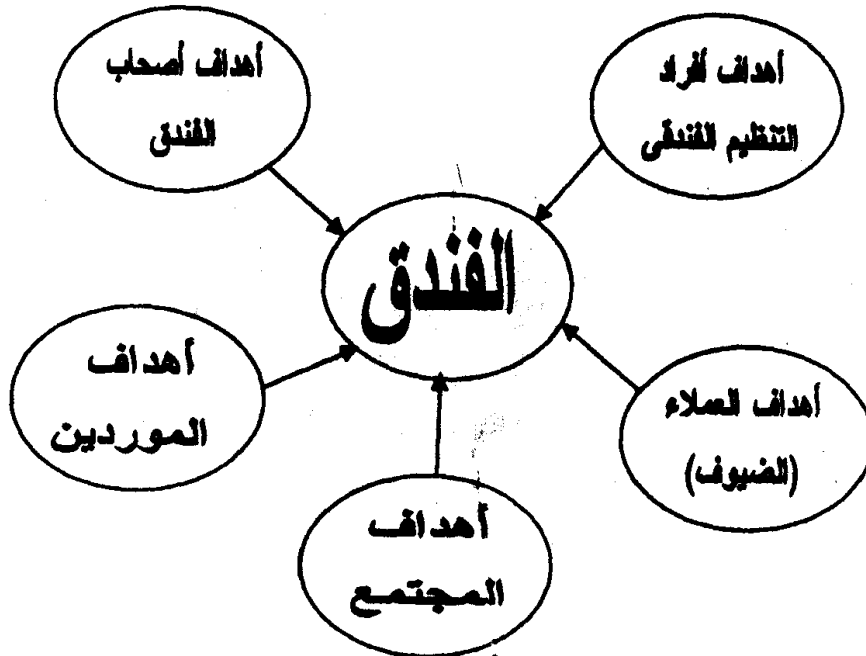 أهداف أفراد
التنظيم الفندقى
أهداف أصحاب
الفندق
الفندق
أهداف العملاء
(الضيوف)
أهداف
الموردين
أهداف
المجتمع